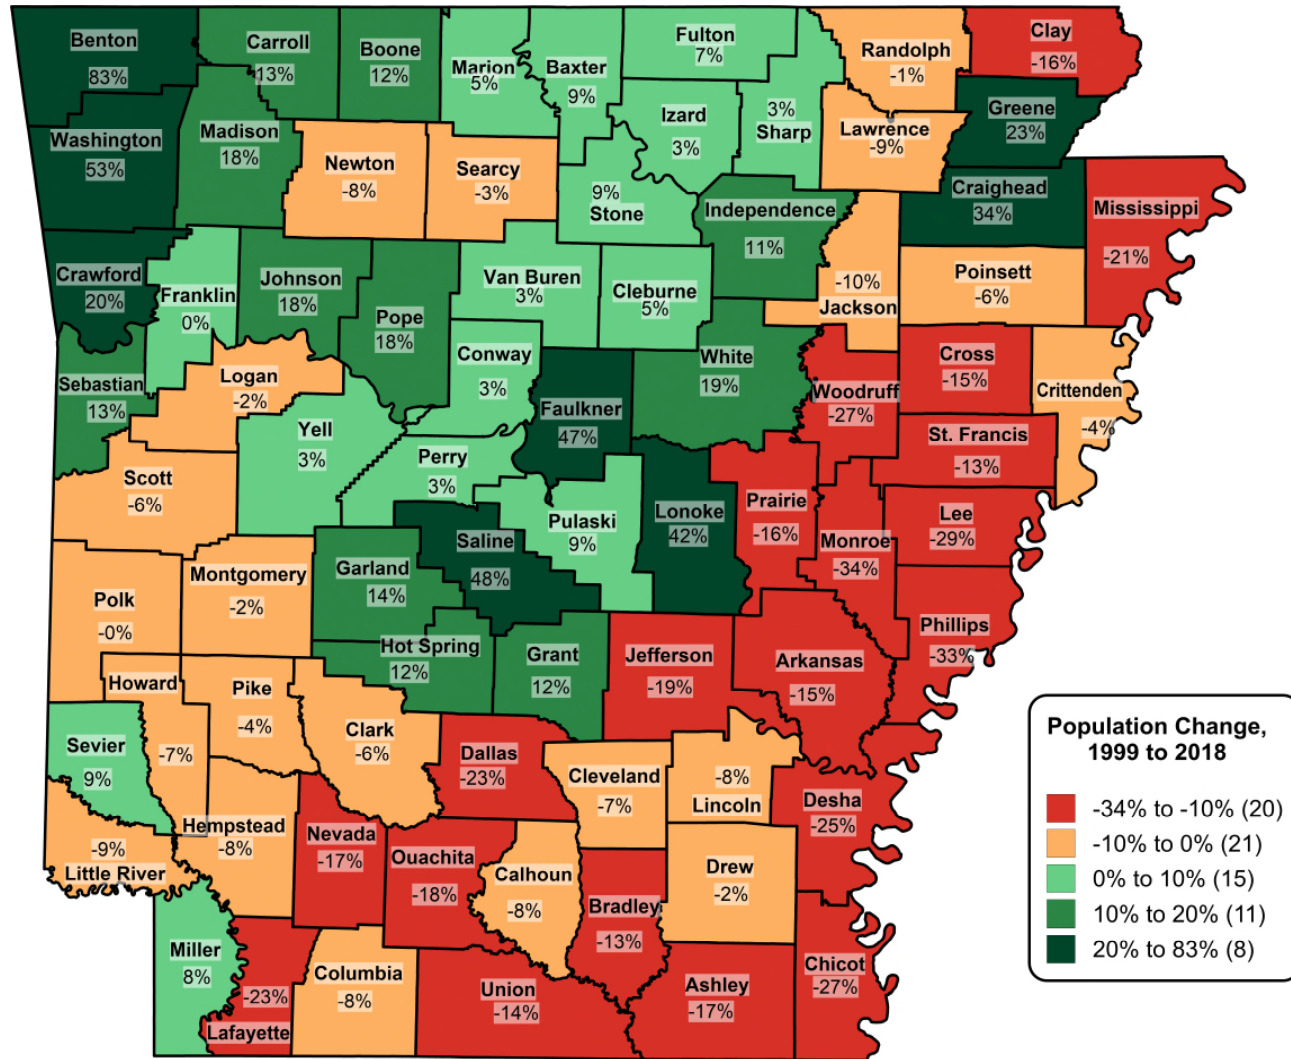 Benton
83%
Carroll
13%
Boone
12%
Marion
5%
Baxter
9%
Fulton
7%
Randolph
-1%
Clay
-16%
Washington
53%
Madison
18%
Newton
-8%
Searcy
-3%
Izard
3%
3%
Sharp
Lawrence
-9%
Greene
23%
9%
Stone
Independence
11%
Craighead
34%
Mississippi
-21%
Crawford
20%
Franklin
0%
Johnson
18%
Pope
18%
Van Buren
3%
Cleburne
5%
-10%
Jackson
Poinsett
-6%
Sebastian
13%
Logan
-2%
Conway
3%
White
19%
Woodruff
-27%
Cross
-15%
Crittenden
-4%
Faulkner
47%
Yell
3%
St. Francis
-13%
Scott
-6%
Perry
3%
Pulaski
9%
Lonoke
42%
Prairie
-16%
Lee
-29%
Saline
48%
Monroe
-34%
Montgomery
-2%
Garland
14%
Polk
-0%
Phillips
-33%
Hot Spring
12%
Grant
12%
Jefferson
-19%
Arkansas
-15%
Howard
-7%
Pike
-4%
Clark
-6%
Sevier
9%
Dallas
-23%
Cleveland
-7%
-8%
Lincoln
Desha
-25%
Hempstead
-8%
Nevada
-17%
Ouachita
-18%
-9%
Little River
Calhoun
-8%
Drew
-2%
Bradley
-13%
Miller
8%
-23%
Lafayette
Columbia
-8%
Union
-14%
Ashley
-17%
Chicot
-27%
Population Change,
1999 to 2018
-34% to -10% (20)
-10% to 0% (21)
0% to 10% (15)
10% to 20% (11)
20% to 83% (8)